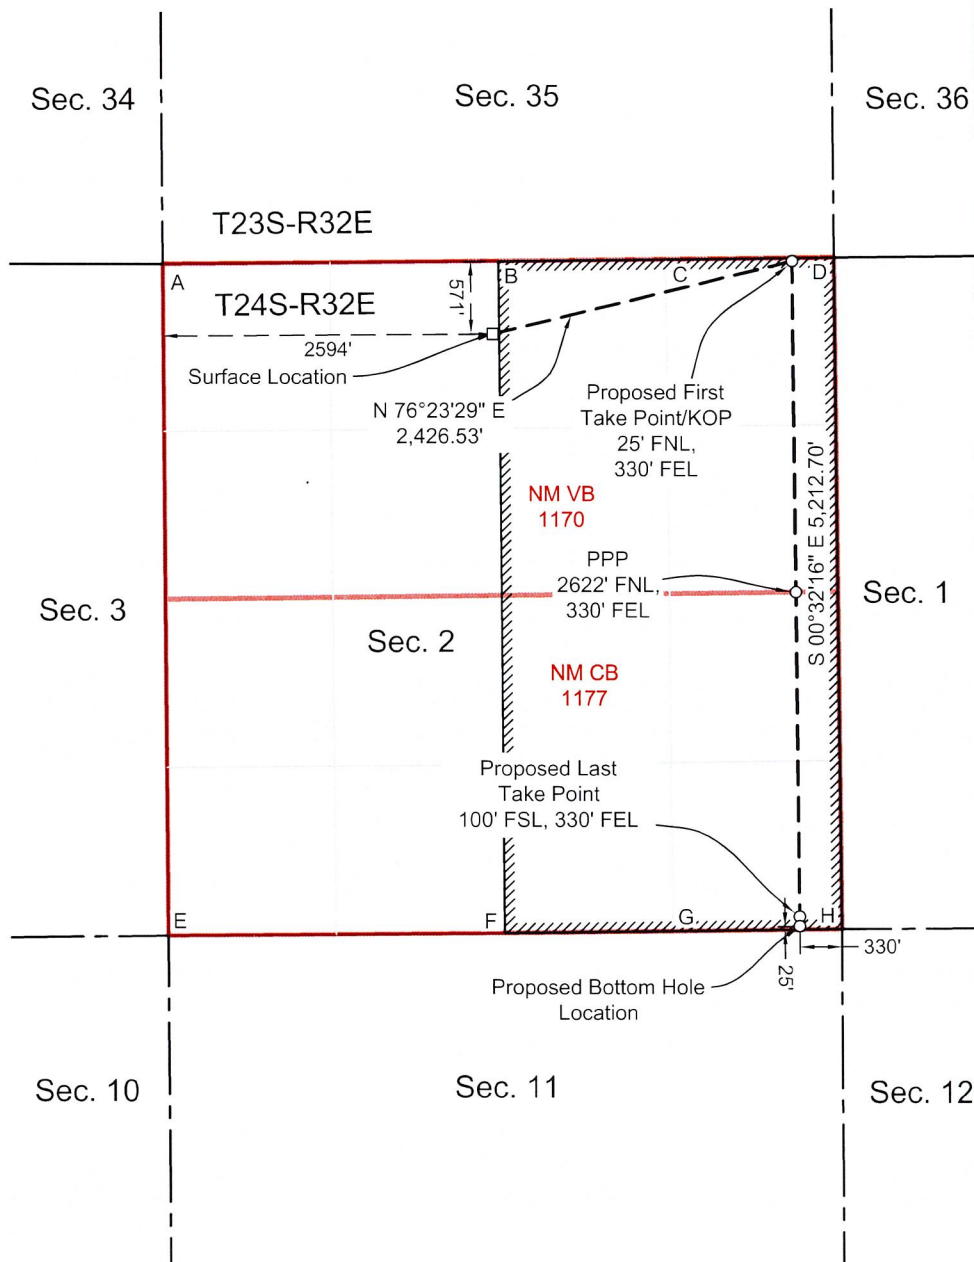 Sec. 34
Sec. 35
Sec. 36
T23S-R32E
A
B
C
D
T24S-R32E
571'
2594'
Surface Location
N 76°23'29" E
2,426.53'
Proposed First
Take Point/KOP
25' FNL,
330' FEL
NM VB
1170
S 00°32'16" E 5,212.70'
PPP
2622' FNL,
330' FEL
Sec. 3
Sec. 2
Sec. 1
NM CB
1177
Proposed Last
Take Point
100' FSL, 330' FEL
E
F
G
H
330'
25'
Proposed Bottom Hole
Location
Sec. 10
Sec. 11
Sec. 12